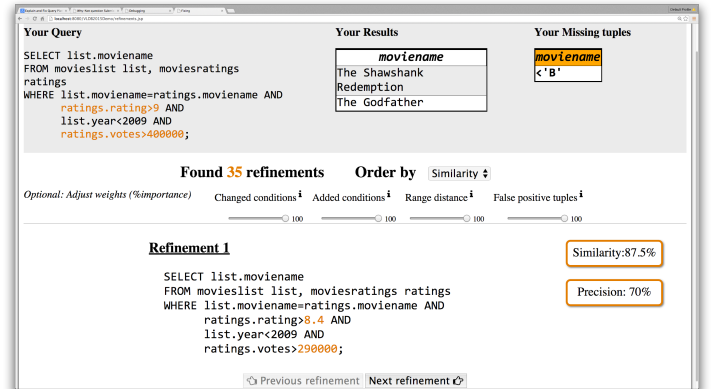 localhost:8080/VLDB2015Demo/refinements.jsp
Your Query
Your Results
Your Missing tuples
SELECT list.moviename
FROM movieslist list, moviesratings
ratings
WHERE list.moviename=ratings.moviename AND
ratings.rating>9 AND
list.year<2009 AND
ratings.votes>400000;
moviename
The Shawshank
Redemption
The Godfather
moviename
<'B'
Found 35 refinements Order by Similarity
Optional: Adjust weights (%importance)
Changed conditions i Added conditions i Range distance i False positive tuples i
100 100 100 100
Refinement 1
SELECT list.moviename
FROM movieslist list, moviesratings ratings
WHERE list.moviename=ratings.moviename AND
ratings.rating>8.4 AND
list.year<2009 AND
ratings.votes>290000;
Similarity:87.5%
Precision: 70%
Previous refinement Next refinement